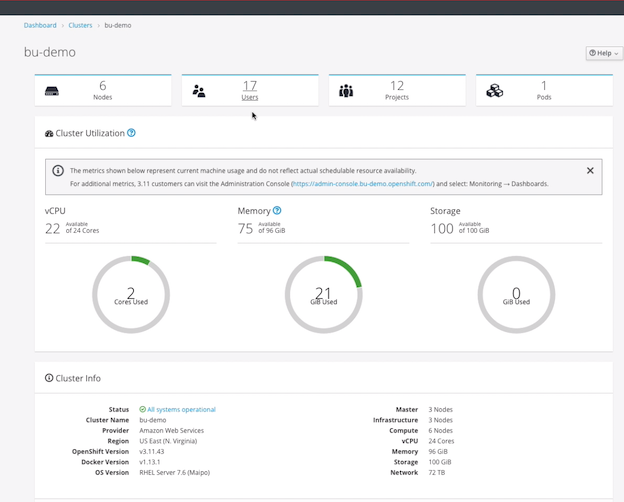 Dashboard › Clusters › bu-demo
bu-demo
Help
6
Nodes
17
Users
12
Projects
1
Pods
Cluster Utilization
The metrics shown below represent current machine usage and do not reflect actual schedulable resource availability.
For additional metrics, 3.11 customers can visit the Administration Console (https://admin-console.bu-demo.openshift.com/) and select: Monitoring → Dashboards.
vCPU
22 Available of 24 Cores
2
Cores Used
Memory
75 Available of 96 GiB
21
GiB Used
Storage
100 Available of 100 GiB
0
GiB Used
Cluster Info
Status All systems operational
Cluster Name bu-demo
Provider Amazon Web Services
Region US East (N. Virginia)
OpenShift Version v3.11.43
Docker Version v1.13.1
OS Version RHEL Server 7.6 (Maipo)
Master 3 Nodes
Infrastructure 3 Nodes
Compute 6 Nodes
vCPU 24 Cores
Memory 96 GiB
Storage 100 GiB
Network 72 TB